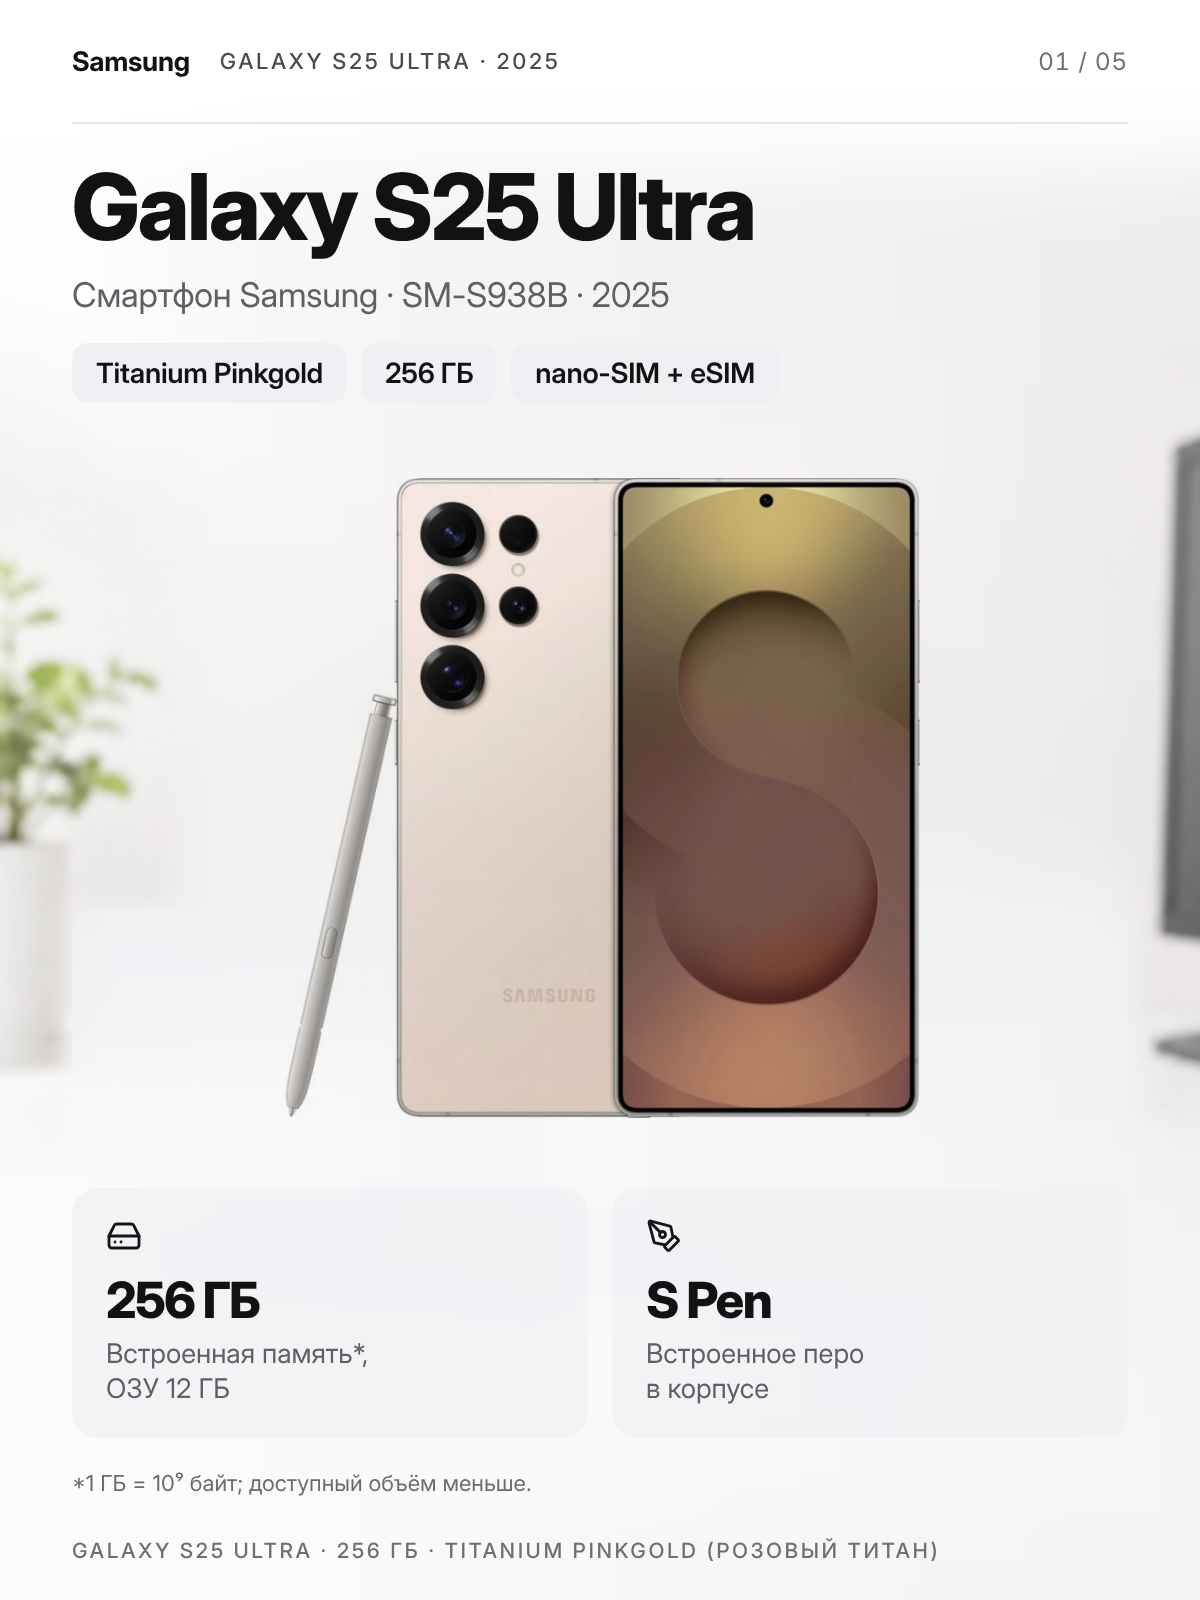 Samsung GALAXY S25 ULTRA · 2025 01 / 05
Galaxy S25 Ultra
Смартфон Samsung · SM-S938B · 2025
Titanium Pinkgold 256 ГБ nano-SIM + eSIM
SAMSUNG
256 ГБ
Встроенная память*,
ОЗУ 12 ГБ
S Pen
Встроенное перо
в корпусе
*1 ГБ = 10⁹ байт; доступный объём меньше.
GALAXY S25 ULTRA · 256 ГБ · TITANIUM PINKGOLD (РОЗОВЫЙ ТИТАН)